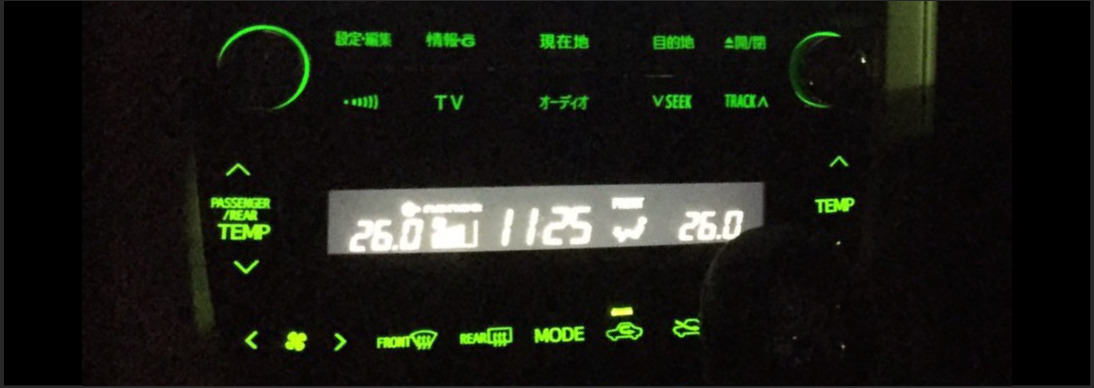 設定・編集 情報・G 現在地 目的地 ≜開/閉
TV オーディオ ∨SEEK TRACK∧
PASSENGER
/REAR
TEMP
TEMP
26.0 11:25 26.0
FRONT REAR MODE